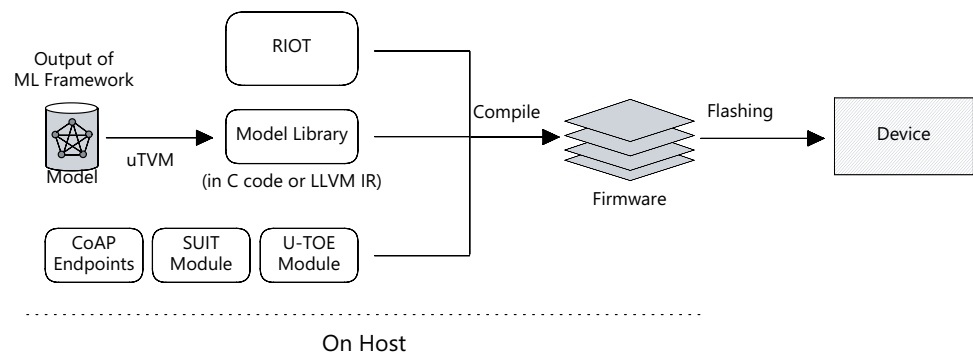 RIOT
Output of
ML Framework
Model
uTVM
Model Library
(in C code or LLVM IR)
CoAP
Endpoints
SUIT
Module
U-TOE
Module
Compile
Firmware
Flashing
Device
On Host